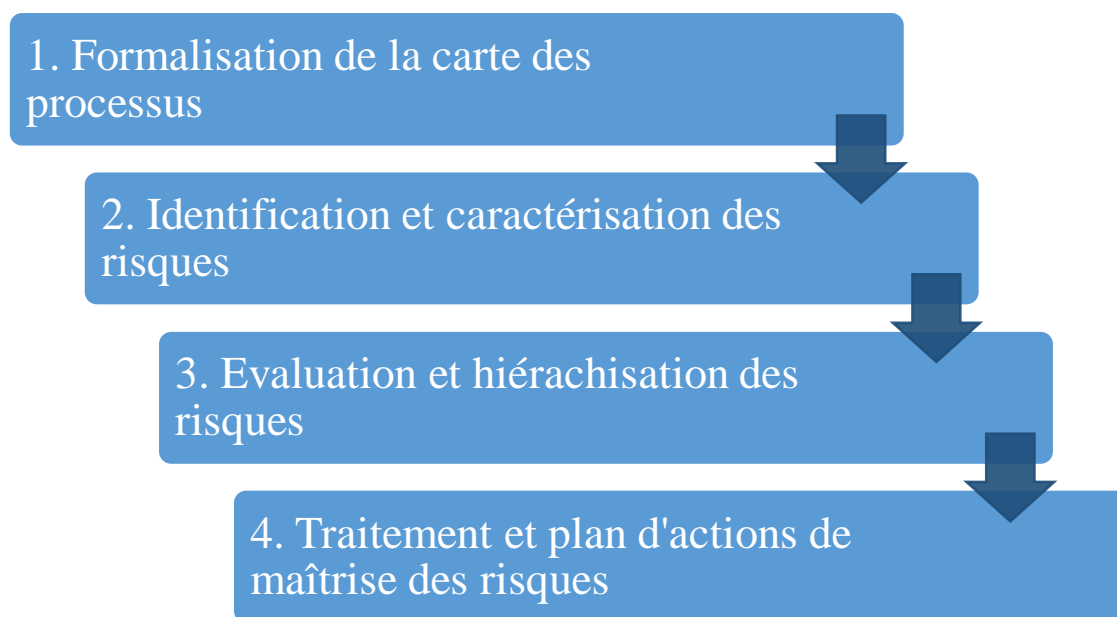 1. Formalisation de la carte des
processus
2. Identification et caractérisation des
risques
3. Evaluation et hiérachisation des
risques
4. Traitement et plan d'actions de
maîtrise des risques